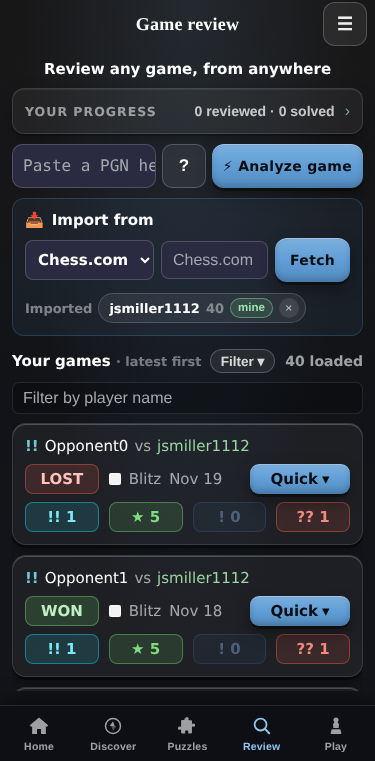 Game review
☰
Review any game, from anywhere
YOUR PROGRESS 0 reviewed · 0 solved ›
Paste a PGN he
?
⚡ Analyze game
📥 Import from
Chess.com
Chess.com
Fetch
Imported jsmiller1112 40 mine ×
Your games · latest first Filter ▾ 40 loaded
Filter by player name
!! Opponent0 vs jsmiller1112
LOST Blitz Nov 19 Quick ▾
!! 1 ★ 5 ! 0 ?? 1
!! Opponent1 vs jsmiller1112
WON Blitz Nov 18 Quick ▾
!! 1 ★ 5 ! 0 ?? 1
Home Discover Puzzles Review Play